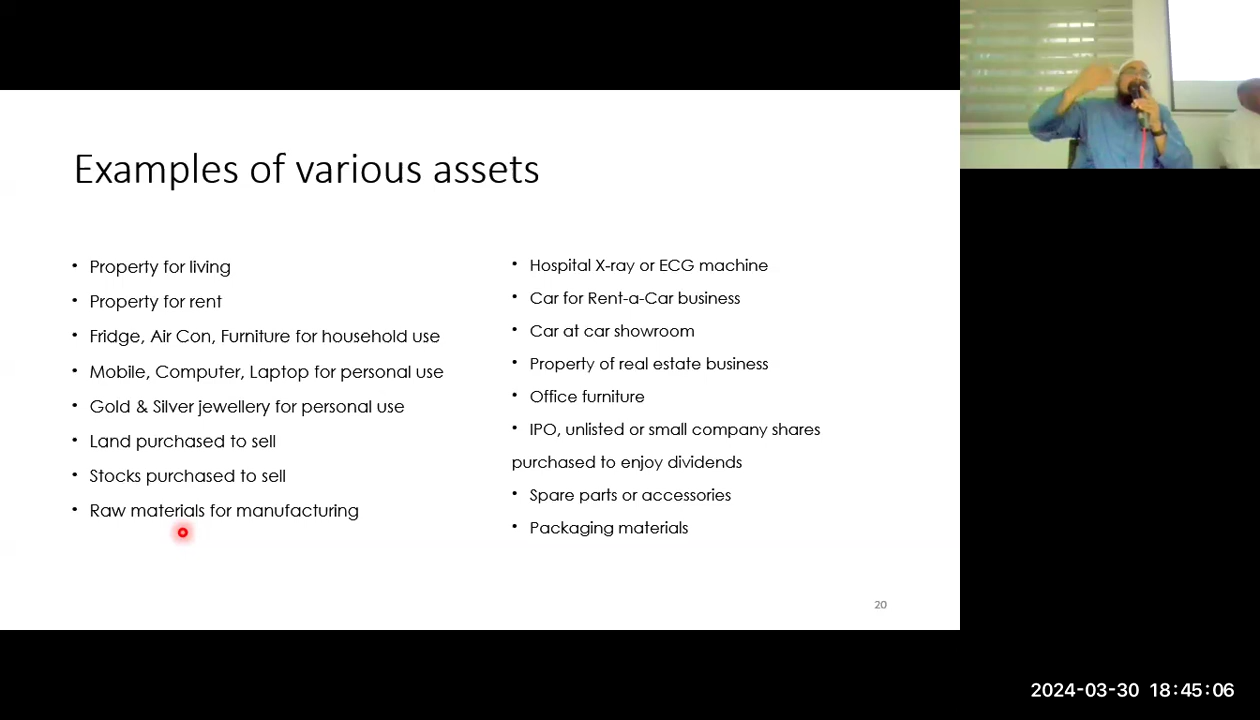 Examples of various assets
• Property for living
• Property for rent
• Fridge, Air Con, Furniture for household use
• Mobile, Computer, Laptop for personal use
• Gold & Silver jewellery for personal use
• Land purchased to sell
• Stocks purchased to sell
• Raw materials for manufacturing
• Hospital X-ray or ECG machine
• Car for Rent-a-Car business
• Car at car showroom
• Property of real estate business
• Office furniture
• IPO, unlisted or small company shares
purchased to enjoy dividends
• Spare parts or accessories
• Packaging materials
20
2024-03-30 18:45:06